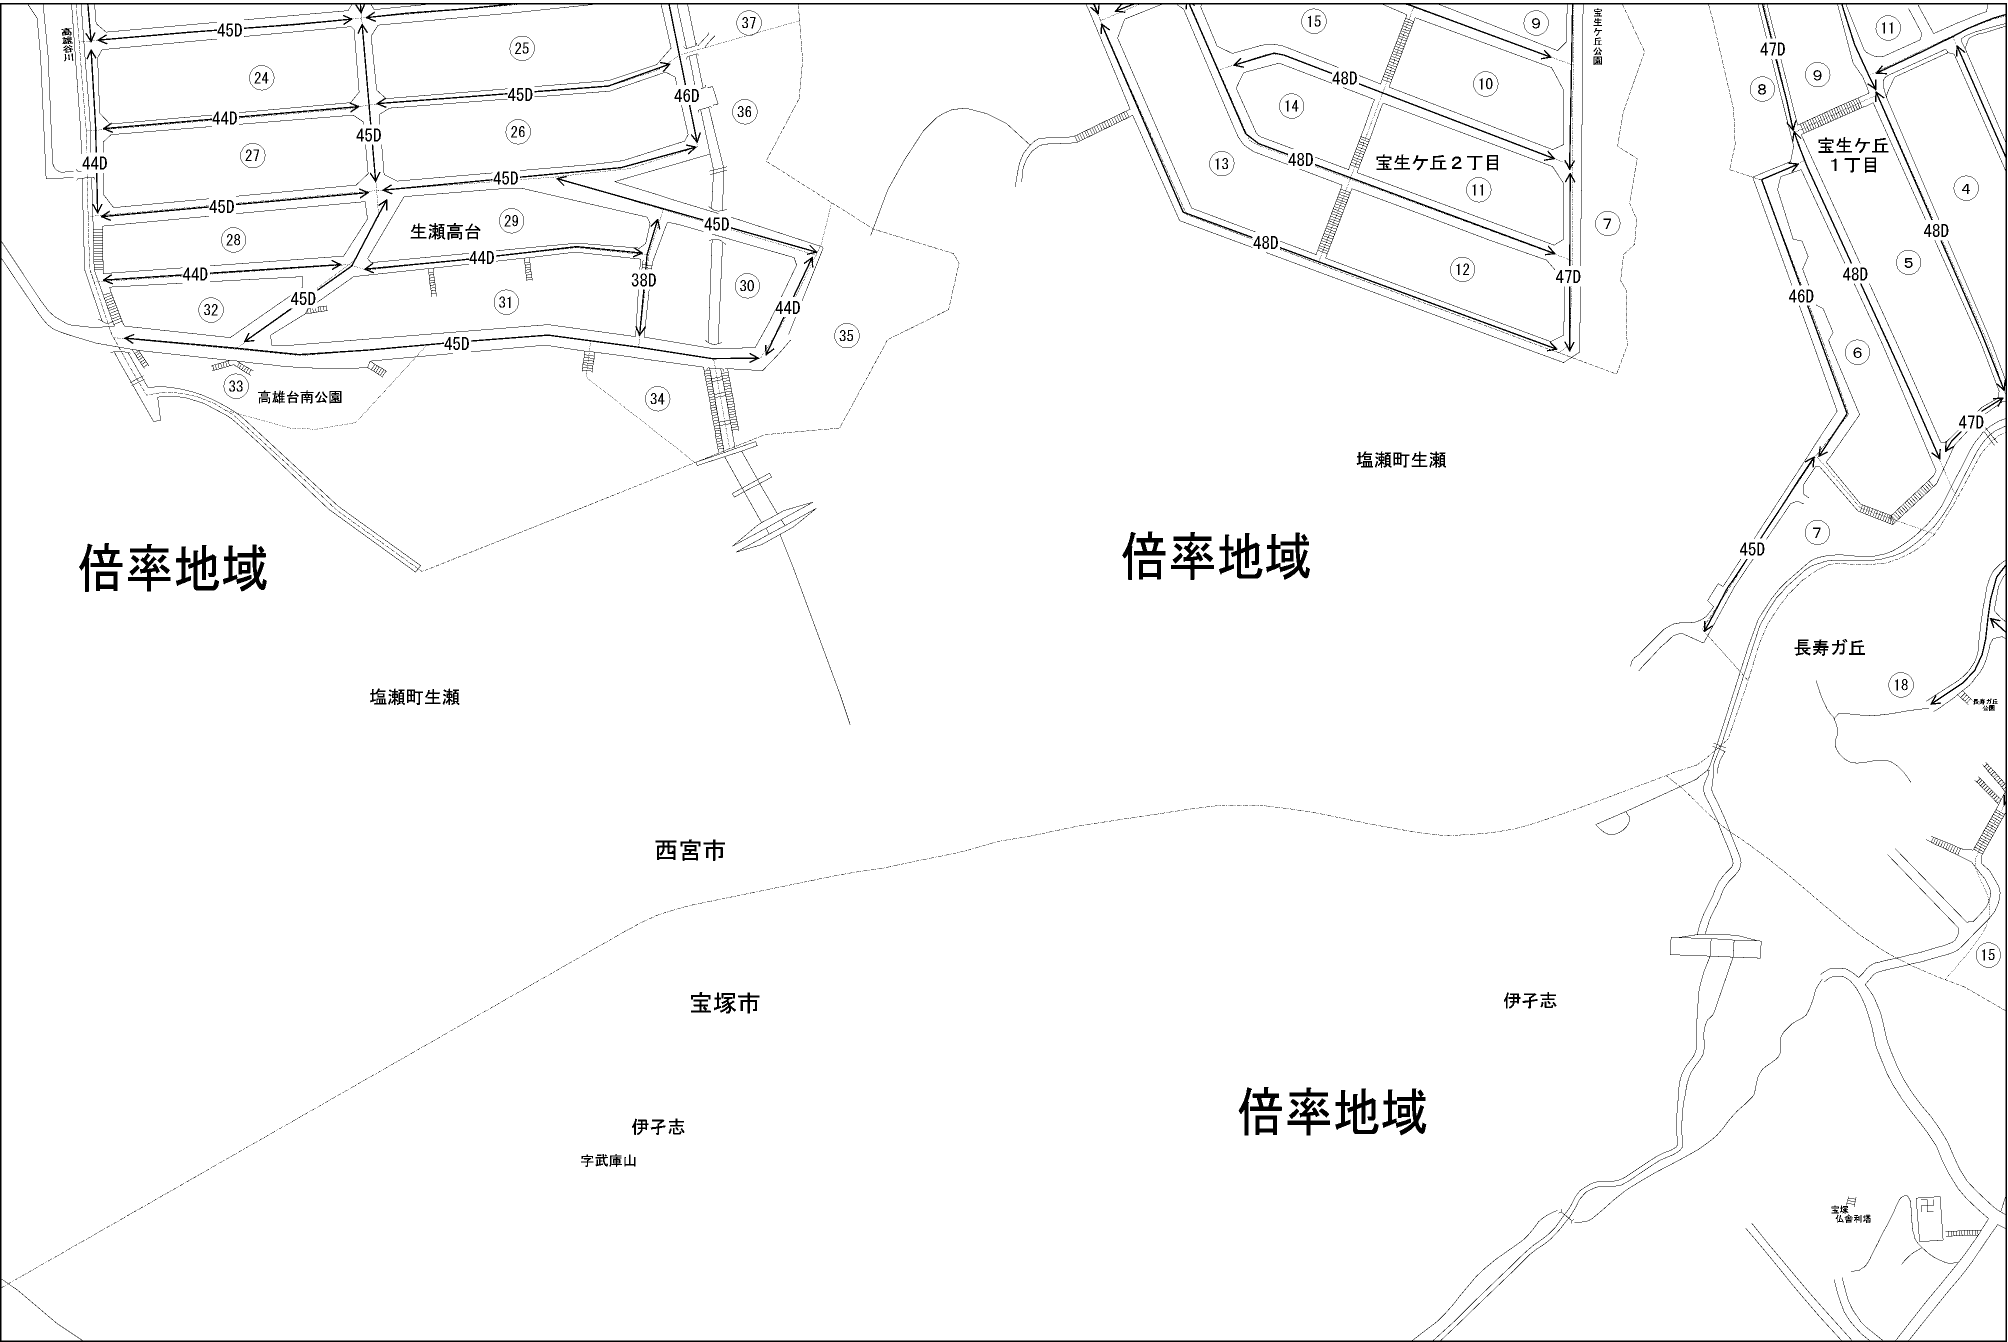 45D
高雄谷川
24
25
37
44D
45D
46D
36
44D
45D
27
26
45D
45D
45D
28
生瀬高台
29
44D
45D
44D
38D
30
44D
32
31
45D
35
33
高雄台南公園
34
倍率地域
塩瀬町生瀬
15
9
宝生ケ丘公園
48D
10
14
13
48D
宝生ケ丘2丁目
11
7
48D
12
47D
塩瀬町生瀬
倍率地域
47D
11
9
8
宝生ケ丘
1丁目
4
48D
5
48D
46D
6
47D
7
45D
長寿ガ丘
18
長寿ガ丘
公園
西宮市
宝塚市
15
伊孑志
倍率地域
伊孑志
字武庫山
宝塚
仏舎利塔